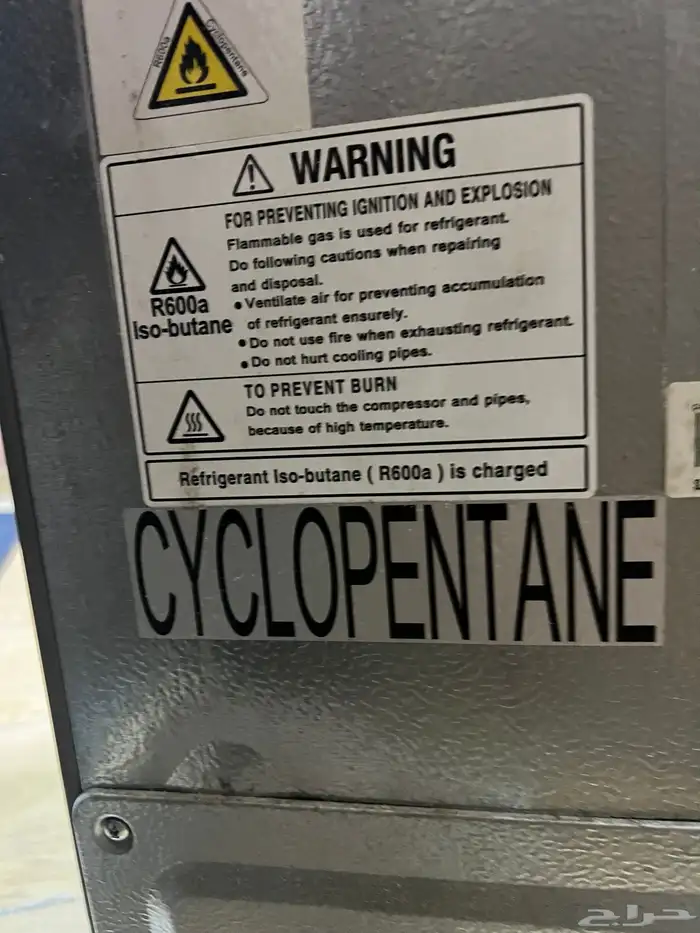 R600a Cyclopentane
WARNING
FOR PREVENTING IGNITION AND EXPLOSION
Flammable gas is used for refrigerant.
Do following cautions when repairing
and disposal.
• Ventilate air for preventing accumulation
of refrigerant ensurely.
• Do not use fire when exhausting refrigerant.
• Do not hurt cooling pipes.
R600a
Iso-butane
TO PREVENT BURN
Do not touch the compressor and pipes,
because of high temperature.
Refrigerant Iso-butane ( R600a ) is charged
CYCLOPENTANE
حراج